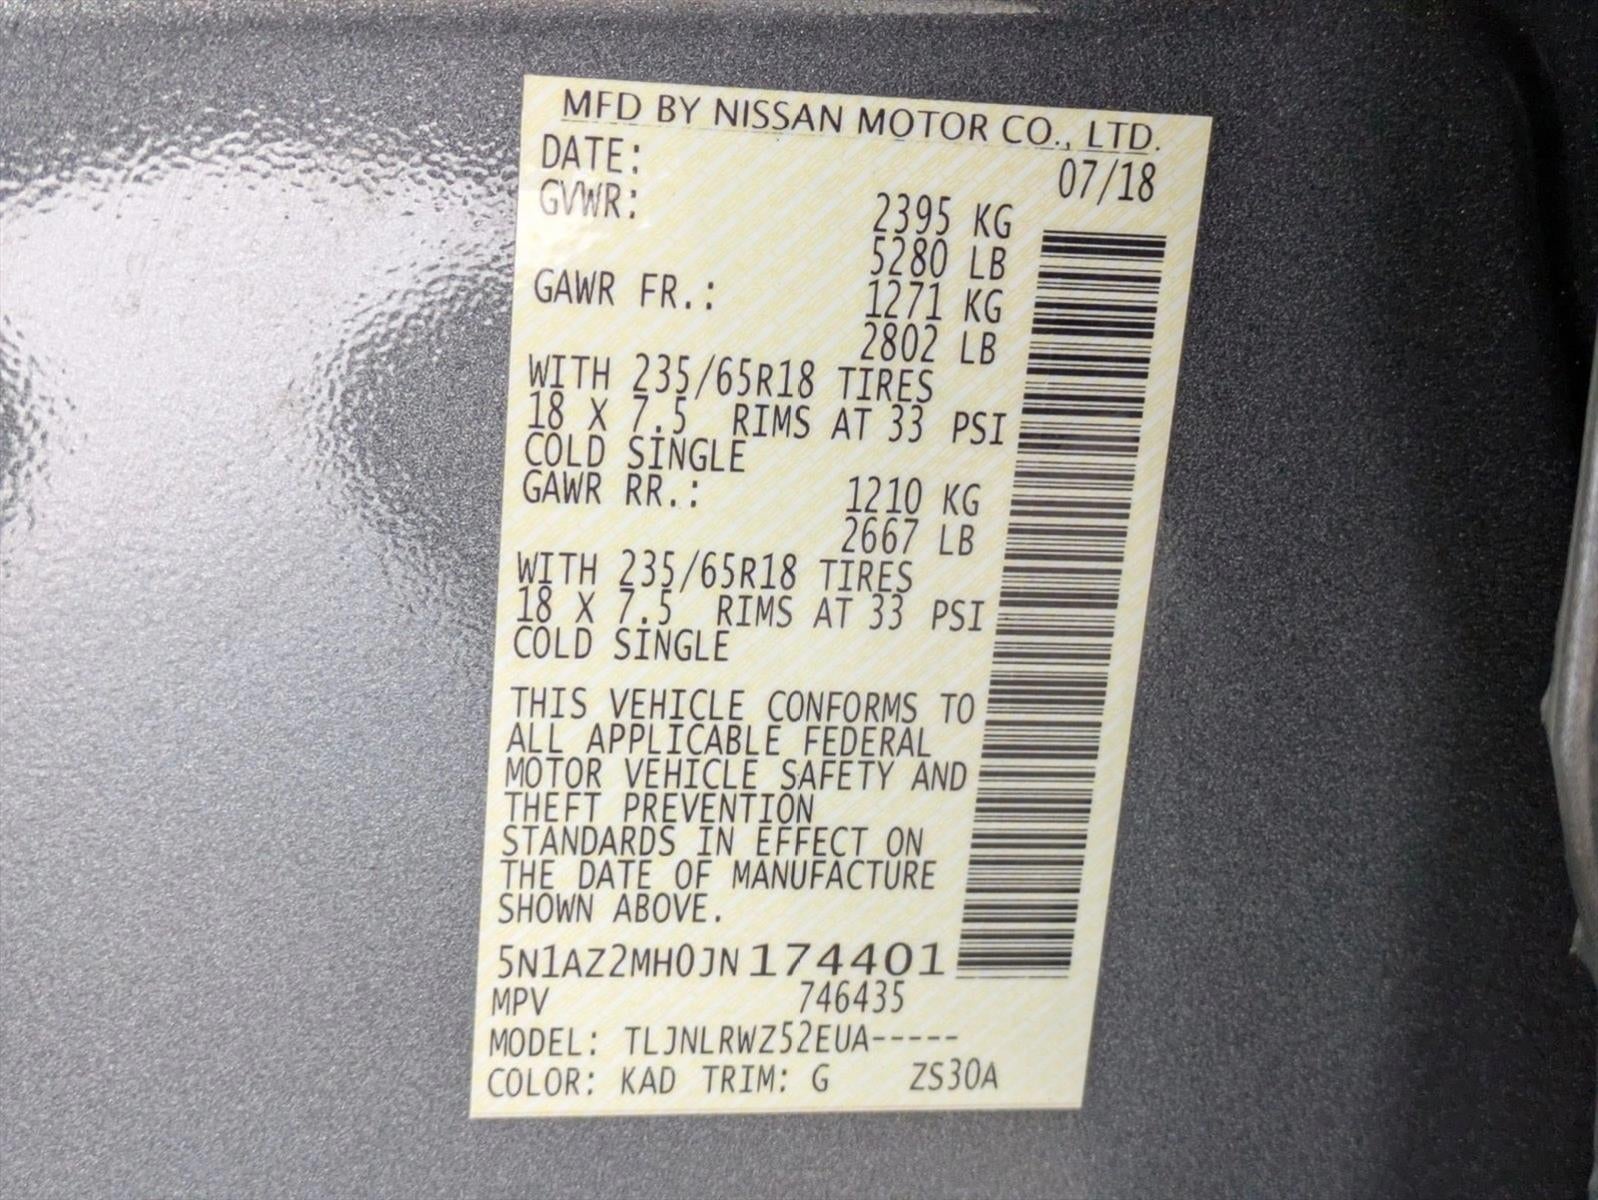 MFD BY NISSAN MOTOR CO., LTD.
DATE: 07/18
GVWR: 2395 KG
5280 LB
GAWR FR.: 1271 KG
2802 LB
WITH 235/65R18 TIRES
18 X 7.5 RIMS AT 33 PSI
COLD SINGLE
GAWR RR.: 1210 KG
2667 LB
WITH 235/65R18 TIRES
18 X 7.5 RIMS AT 33 PSI
COLD SINGLE
THIS VEHICLE CONFORMS TO
ALL APPLICABLE FEDERAL
MOTOR VEHICLE SAFETY AND
THEFT PREVENTION
STANDARDS IN EFFECT ON
THE DATE OF MANUFACTURE
SHOWN ABOVE.
5N1AZ2MH0JN174401
MPV 746435
MODEL: TLJNLRWZ52EUA-----
COLOR: KAD TRIM: G ZS30A